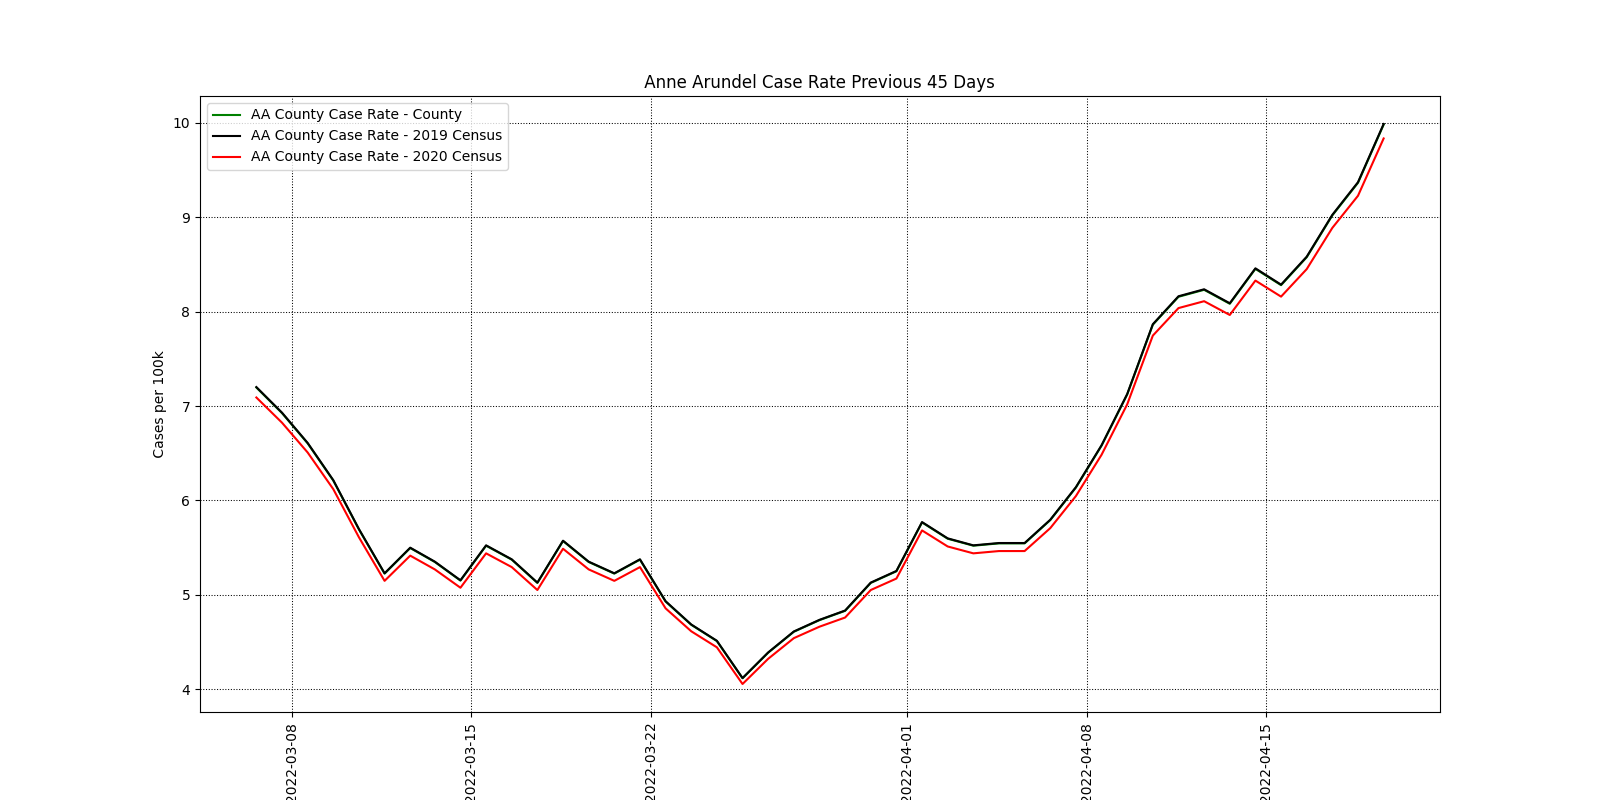 Anne Arundel Case Rate Previous 45 Days
AA County Case Rate - County
AA County Case Rate - 2019 Census
AA County Case Rate - 2020 Census
Cases per 100k
10
9
8
7
6
5
4
2022-03-08
2022-03-15
2022-03-22
2022-04-01
2022-04-08
2022-04-15